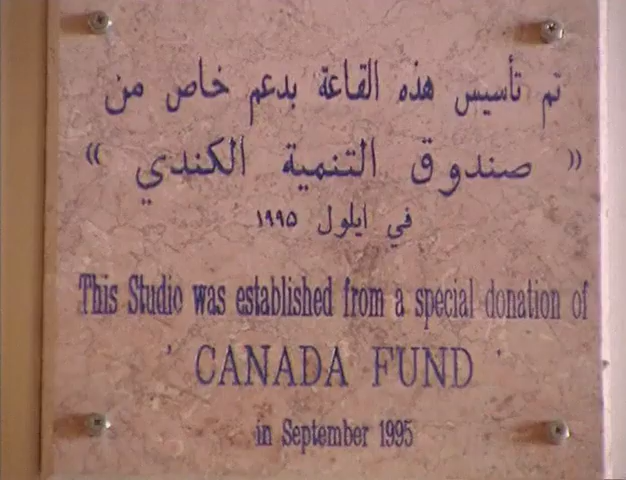 تم تأسيس هذه القاعة بدعم خاص من
« صندوق التنمية الكندي »
في ايلول ١٩٩٥
This Studio was established from a special donation of
' CANADA FUND '
in September 1995